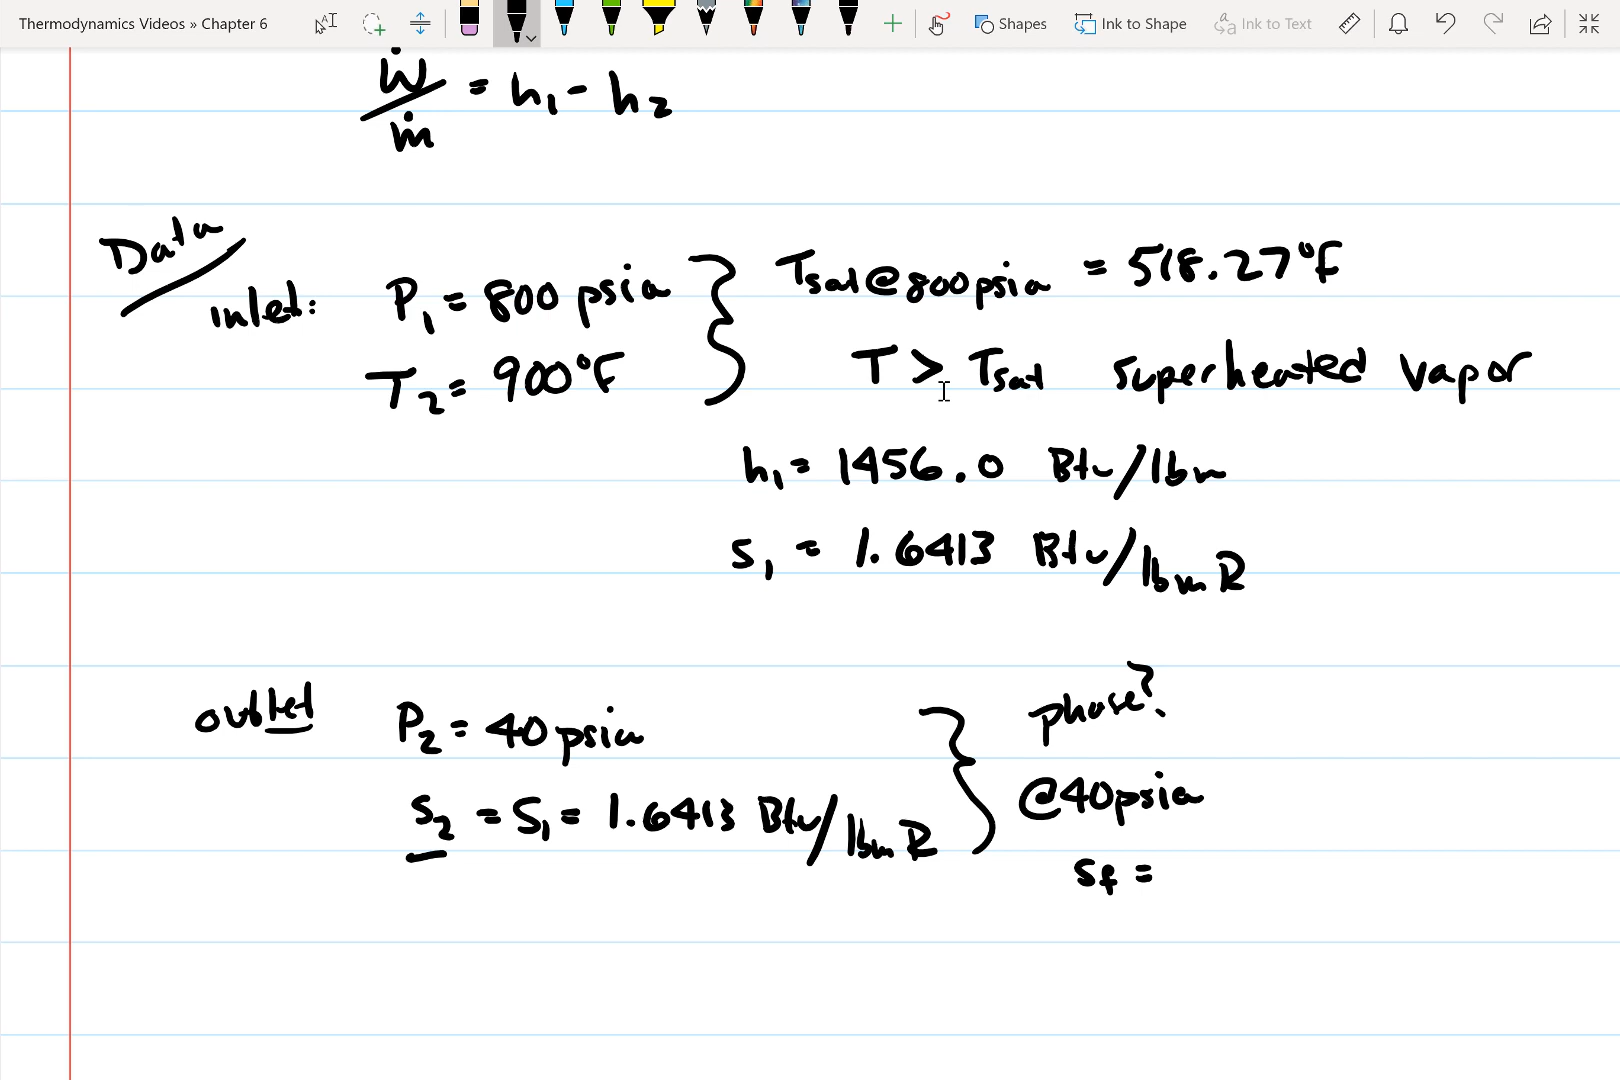 Thermodynamics Videos » Chapter 6
Shapes
Ink to Shape
Ink to Text
Ẇ/ṁ = h₁ - h₂
Data
inlet: P₁ = 800 psia
T₂ = 900°F
Tsat@800psia = 518.27°F
T > Tsat superheated vapor
h₁ = 1456.0 Btu/lbm
s₁ = 1.6413 Btu/lbm R
outlet P₂ = 40 psia
s₂ = s₁ = 1.6413 Btu/lbm R
phase?
@40psia
sf =